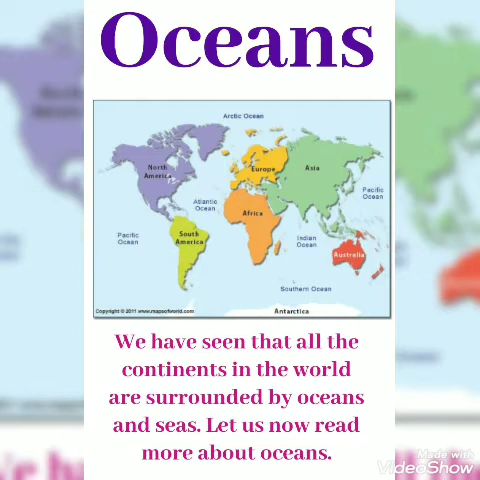 Oceans
Arctic Ocean
North
America
Europe
Asia
Atlantic
Ocean
Pacific
Ocean
Africa
Pacific
Ocean
South
America
Indian
Ocean
Australia
Southern Ocean
Copyright © 2011 www.mapsofworld.com
Antarctica
We have seen that all the
continents in the world
are surrounded by oceans
and seas. Let us now read
more about oceans.
Made with
VideoShow